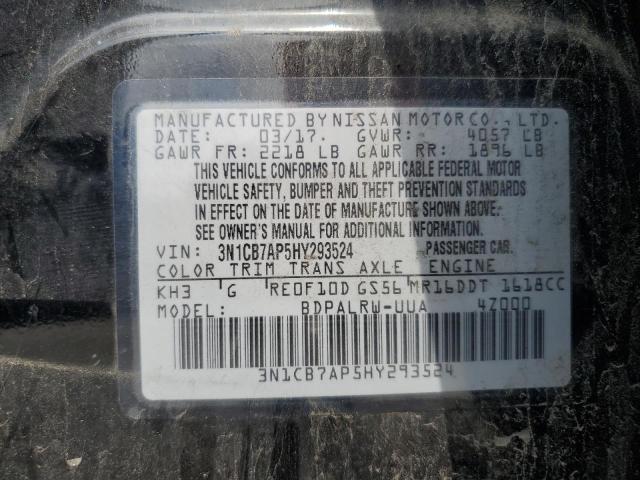 MANUFACTURED BY NISSAN MOTOR CO., LTD.
DATE: 03/17. GVWR: 4057 LB
GAWR FR: 2218 LB GAWR RR: 1896 LB
THIS VEHICLE CONFORMS TO ALL APPLICABLE FEDERAL MOTOR
VEHICLE SAFETY, BUMPER AND THEFT PREVENTION STANDARDS
IN EFFECT ON THE DATE OF MANUFACTURE SHOWN ABOVE.
SEE OWNER'S MANUAL FOR ADDITIONAL INFORMATION.
VIN: 3N1CB7AP5HY293524 PASSENGER CAR.
COLOR TRIM TRANS AXLE ENGINE
KH3 G RE0F10D GS56 MR16DDT 1618CC
MODEL: BDPALRW-UUA 4Z000
3N1CB7AP5HY293524